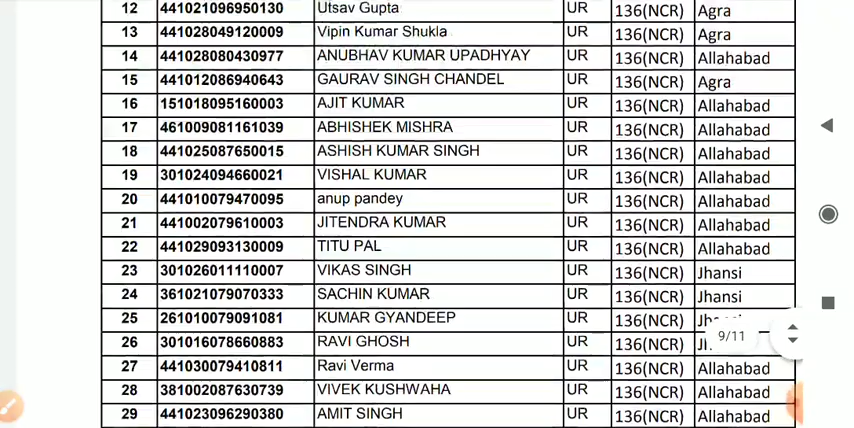 12 441021096950130 Utsav Gupta UR 136(NCR) Agra
13 441028049120009 Vipin Kumar Shukla UR 136(NCR) Agra
14 441028080430977 ANUBHAV KUMAR UPADHYAY UR 136(NCR) Allahabad
15 441012086940643 GAURAV SINGH CHANDEL UR 136(NCR) Agra
16 151018095160003 AJIT KUMAR UR 136(NCR) Allahabad
17 461009081161039 ABHISHEK MISHRA UR 136(NCR) Allahabad
18 441025087650015 ASHISH KUMAR SINGH UR 136(NCR) Allahabad
19 301024094660021 VISHAL KUMAR UR 136(NCR) Allahabad
20 441010079470095 anup pandey UR 136(NCR) Allahabad
21 441002079610003 JITENDRA KUMAR UR 136(NCR) Allahabad
22 441029093130009 TITU PAL UR 136(NCR) Allahabad
23 301026011110007 VIKAS SINGH UR 136(NCR) Jhansi
24 361021079070333 SACHIN KUMAR UR 136(NCR) Jhansi
25 261010079091081 KUMAR GYANDEEP UR 136(NCR)
26 301016078660883 RAVI GHOSH UR 136(NCR)
9/11
27 441030079410811 Ravi Verma UR 136(NCR) Allahabad
28 381002087630739 VIVEK KUSHWAHA UR 136(NCR) Allahabad
29 441023096290380 AMIT SINGH UR 136(NCR) Allahabad